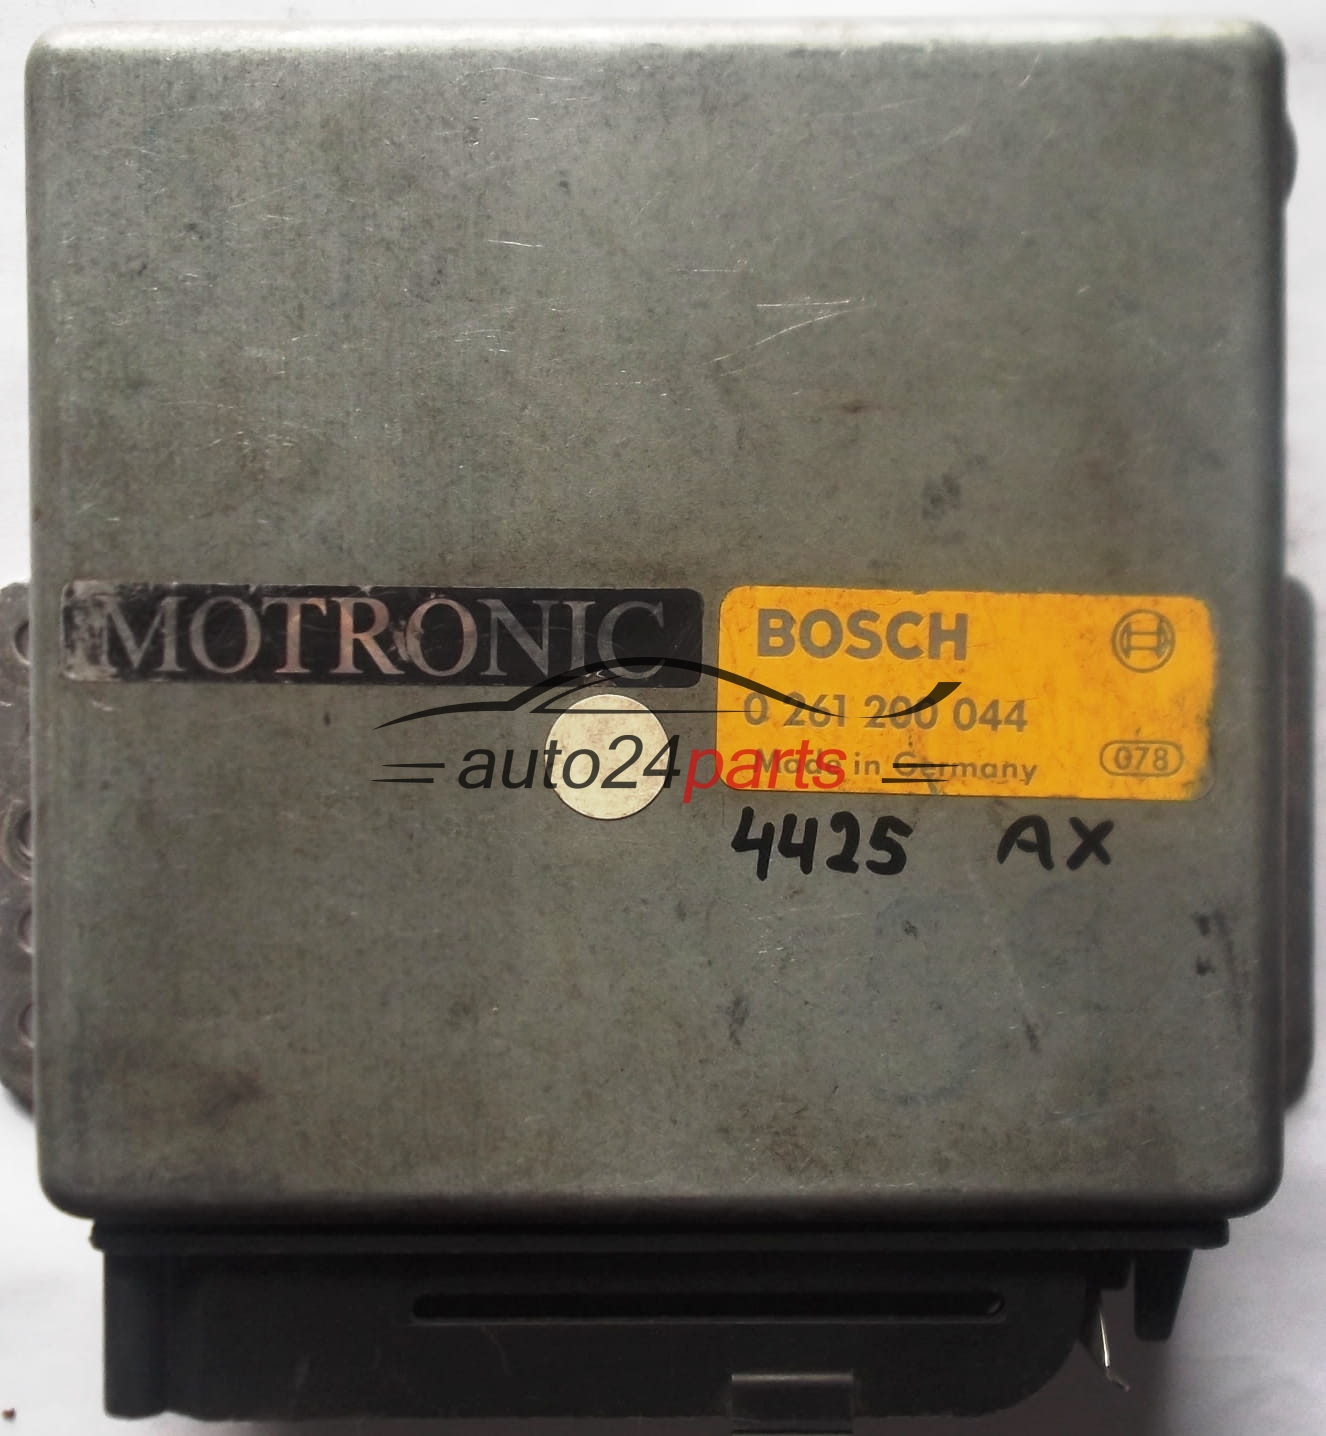 MOTRONIC
BOSCH
0 261 200 044
Made in Germany
078
auto24parts
4425 AX